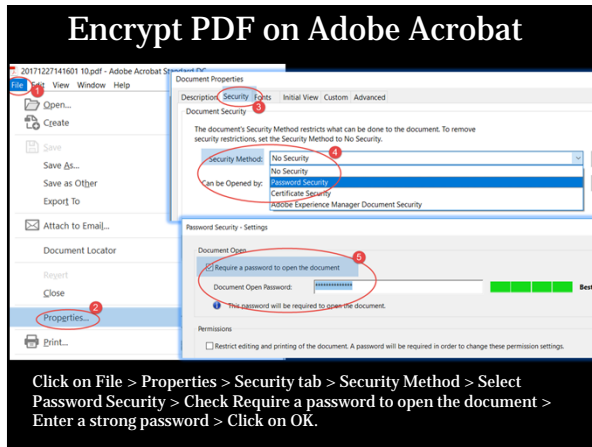 Encrypt PDF on Adobe Acrobat
20171227141601 10.pdf - Adobe Acrobat Standard DC
File Edit View Window Help
1
Open...
Create
Save
Save As...
Save as Other
Export To
Attach to Email...
Document Locator
Revert
Close
2
Properties...
Print...
Document Properties
Description Security Fonts Initial View Custom Advanced
3
Document Security
The document's Security Method restricts what can be done to the document. To remove
security restrictions, set the Security Method to No Security.
4
Security Method: No Security
No Security
Can be Opened by: Password Security
Certificate Security
Adobe Experience Manager Document Security
Password Security - Settings
Document Open
5
Require a password to open the document
Document Open Password: **************
Best
This password will be required to open the document.
Permissions
Restrict editing and printing of the document. A password will be required in order to change these permission settings.
Click on File > Properties > Security tab > Security Method > Select
Password Security > Check Require a password to open the document >
Enter a strong password > Click on OK.